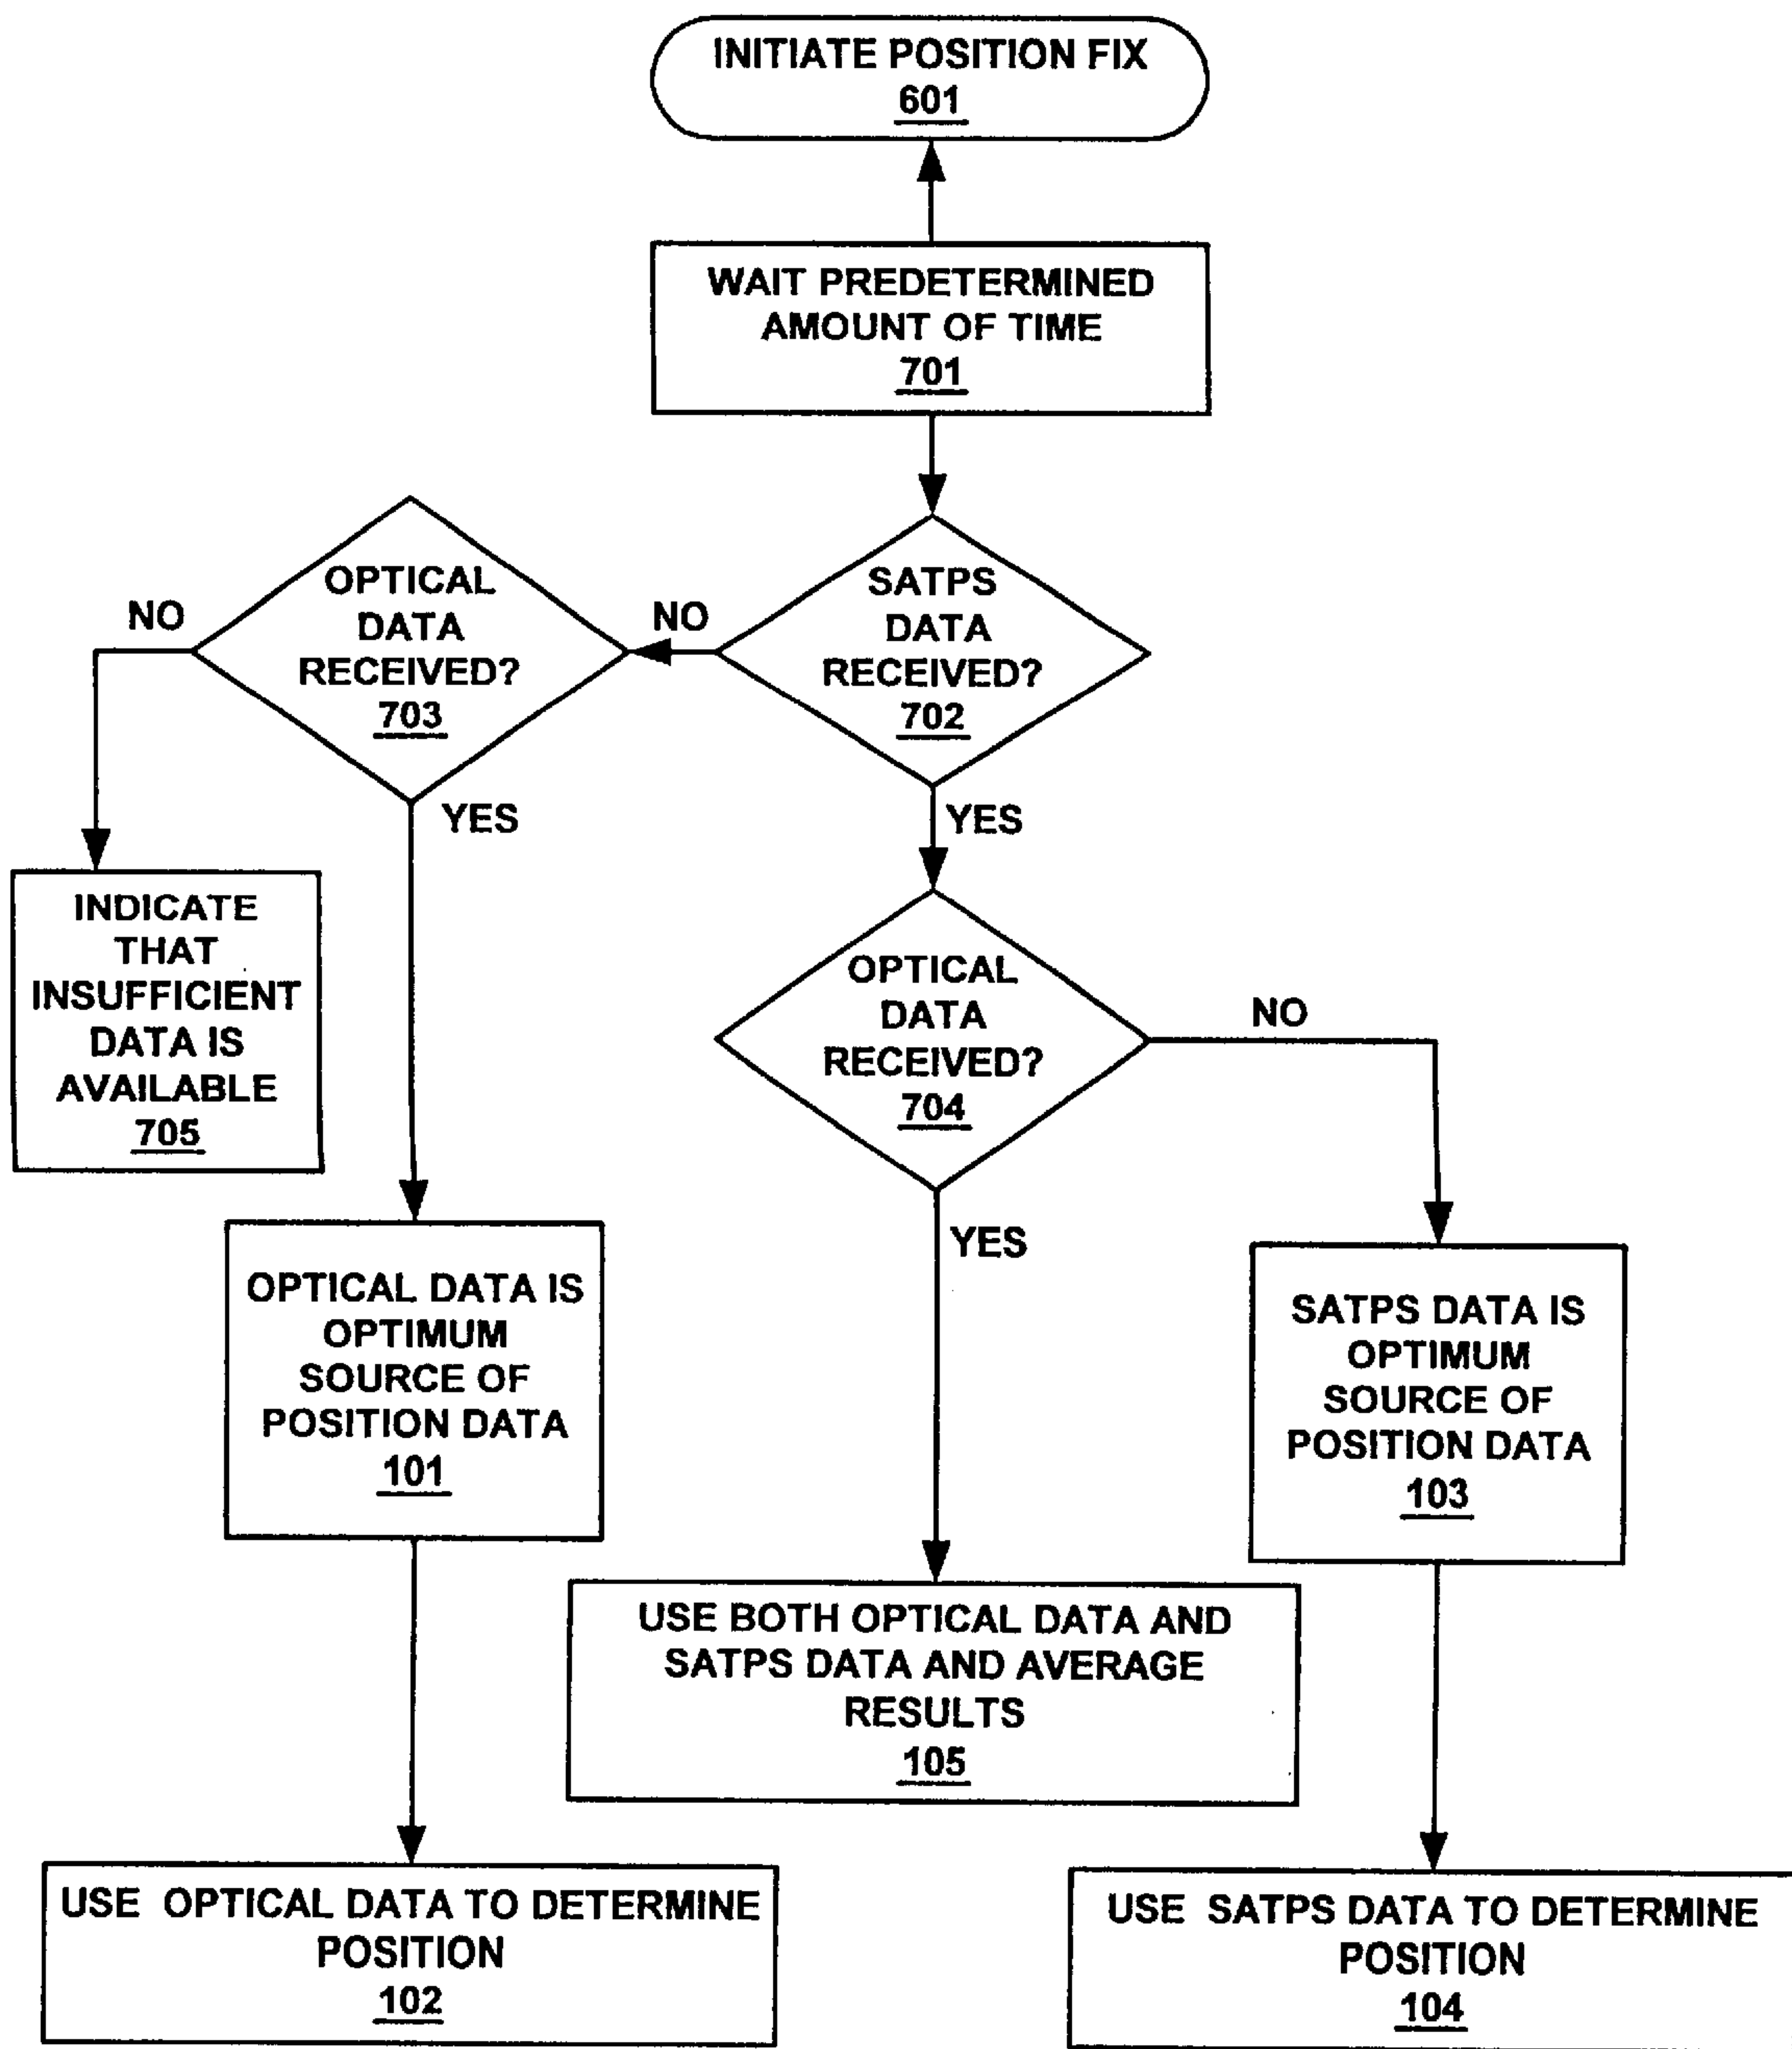 INITIATE POSITION FIX
601
WAIT PREDETERMINED
AMOUNT OF TIME
701
SATPS
DATA
RECEIVED?
702
NO
OPTICAL
DATA
RECEIVED?
703
NO
YES
YES
INDICATE
THAT
INSUFFICIENT
DATA IS
AVAILABLE
705
OPTICAL
DATA
RECEIVED?
704
NO
YES
OPTICAL DATA IS
OPTIMUM
SOURCE OF
POSITION DATA
101
SATPS DATA IS
OPTIMUM
SOURCE OF
POSITION DATA
103
USE BOTH OPTICAL DATA AND
SATPS DATA AND AVERAGE
RESULTS
105
USE OPTICAL DATA TO DETERMINE
POSITION
102
USE SATPS DATA TO DETERMINE
POSITION
104